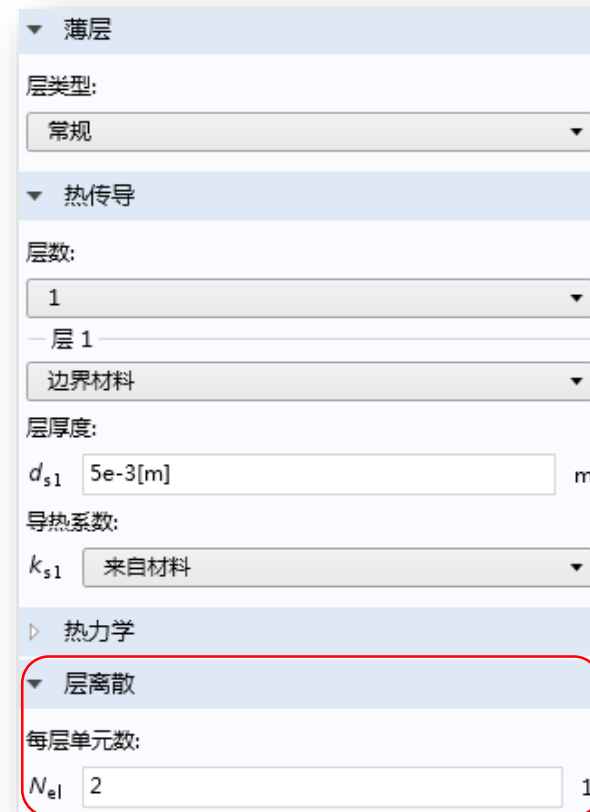 薄层
层类型:
常规
热传导
层数:
1
层 1
边界材料
层厚度:
ds1 5e-3[m] m
导热系数:
ks1 来自材料
热力学
层离散
每层单元数:
Nel 2 1